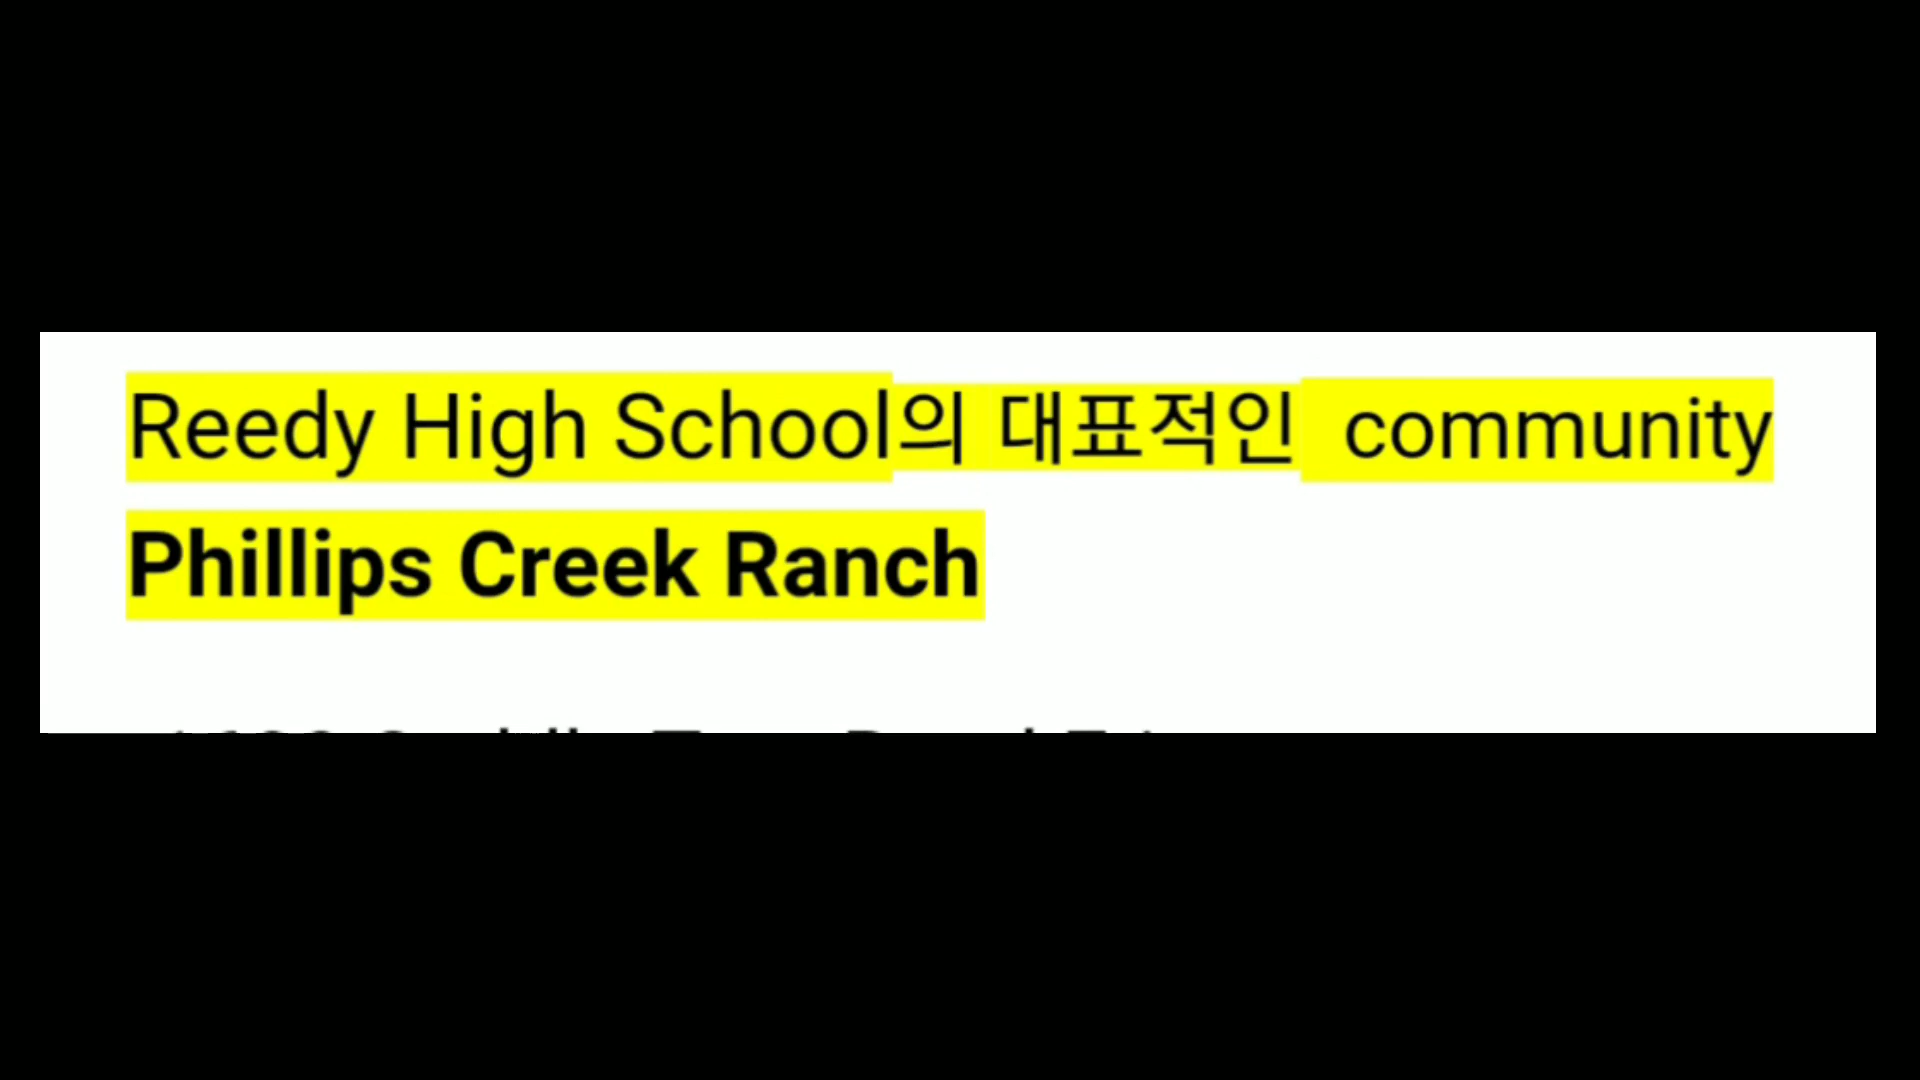 Reedy High School의 대표적인  community
Phillips Creek Ranch